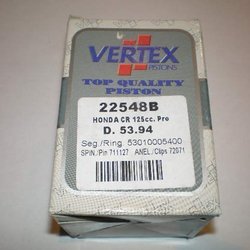 VERTEX
PISTONS
TOP QUALITY
PISTON
22548B
HONDA CR 125cc. Pro
D. 53.94
Seg./Ring. 53010005400
SPIN./Pin 711127 ANEL./Clips 72071